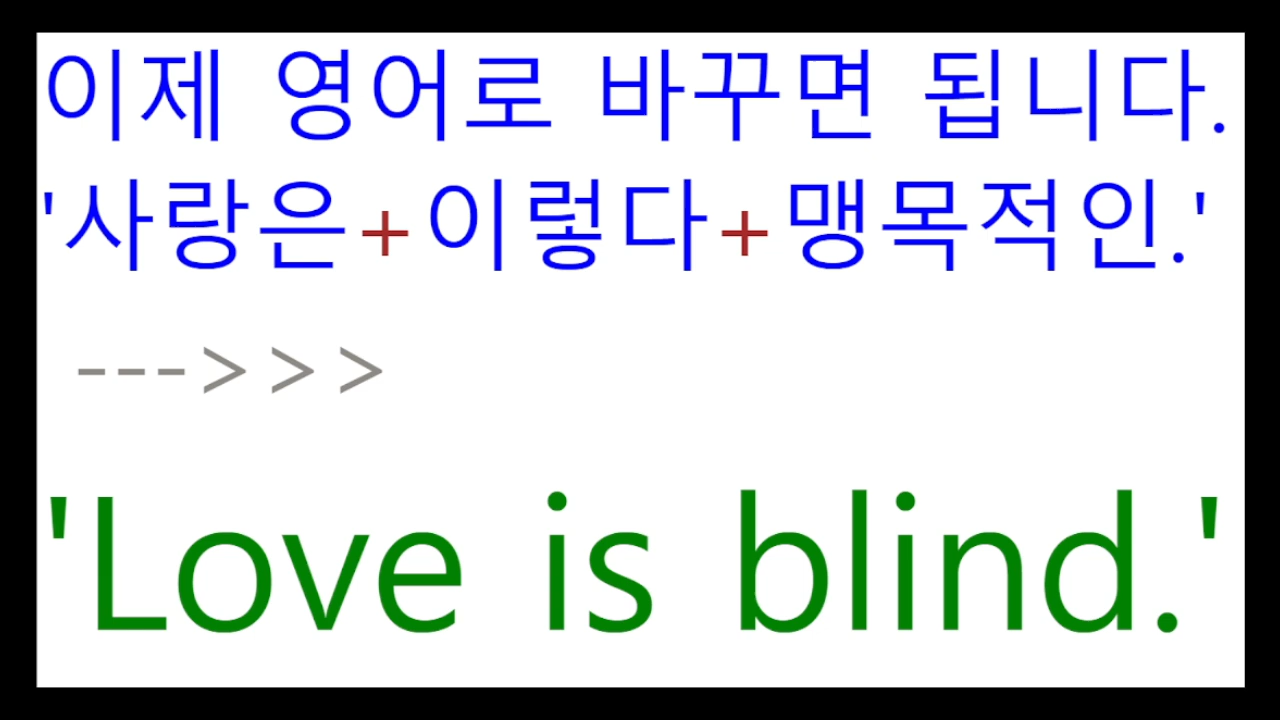 이제 영어로 바꾸면 됩니다.
'사랑은+이렇다+맹목적인.'
--->>>
'Love is blind.'